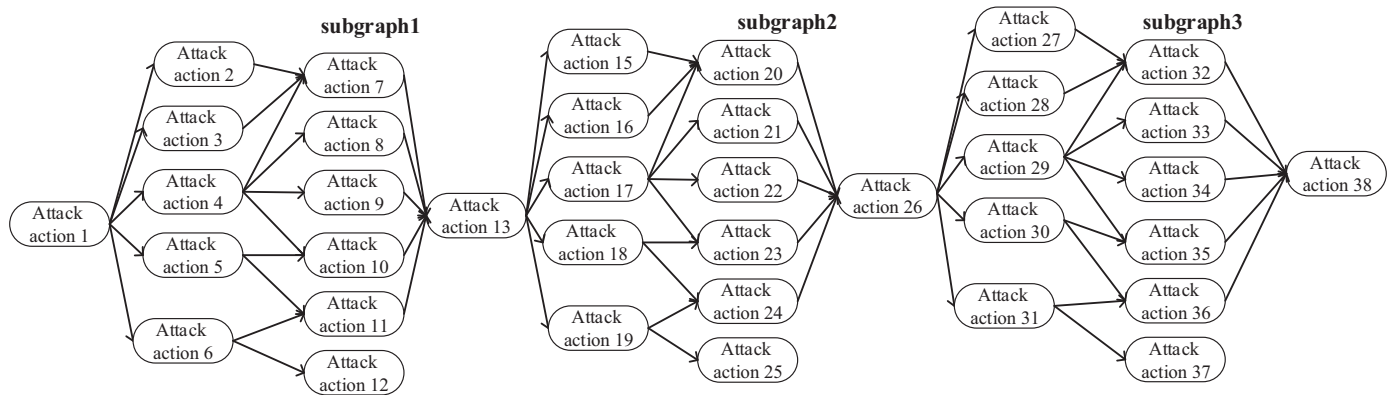 subgraph1
Attack
action 1
Attack
action 2
Attack
action 3
Attack
action 4
Attack
action 5
Attack
action 6
Attack
action 7
Attack
action 8
Attack
action 9
Attack
action 10
Attack
action 11
Attack
action 12
Attack
action 13
subgraph2
Attack
action 15
Attack
action 16
Attack
action 17
Attack
action 18
Attack
action 19
Attack
action 20
Attack
action 21
Attack
action 22
Attack
action 23
Attack
action 24
Attack
action 25
Attack
action 26
subgraph3
Attack
action 27
Attack
action 28
Attack
action 29
Attack
action 30
Attack
action 31
Attack
action 32
Attack
action 33
Attack
action 34
Attack
action 35
Attack
action 36
Attack
action 37
Attack
action 38